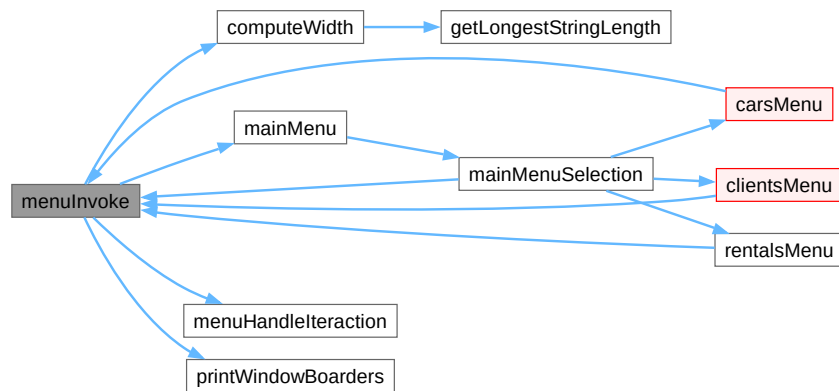 computeWidth
getLongestStringLength
carsMenu
mainMenu
mainMenuSelection
clientsMenu
menuInvoke
rentalsMenu
menuHandleIteraction
printWindowBoarders